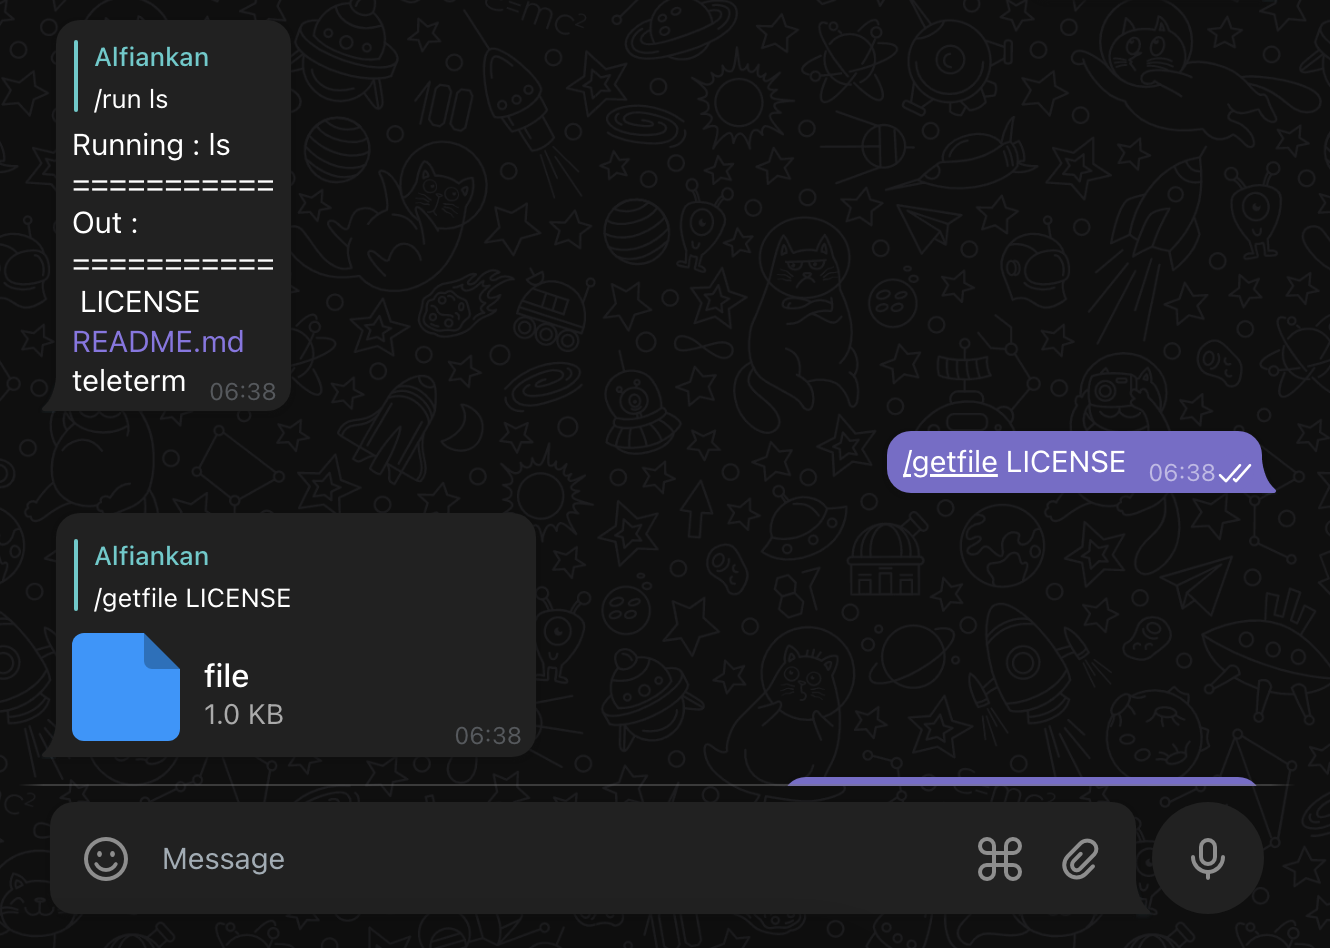 Alfiankan
/run ls
Running : ls
===========
Out :
===========
LICENSE
README.md
teleterm 06:38
/getfile LICENSE 06:38
Alfiankan
/getfile LICENSE
file
1.0 KB
06:38
Message